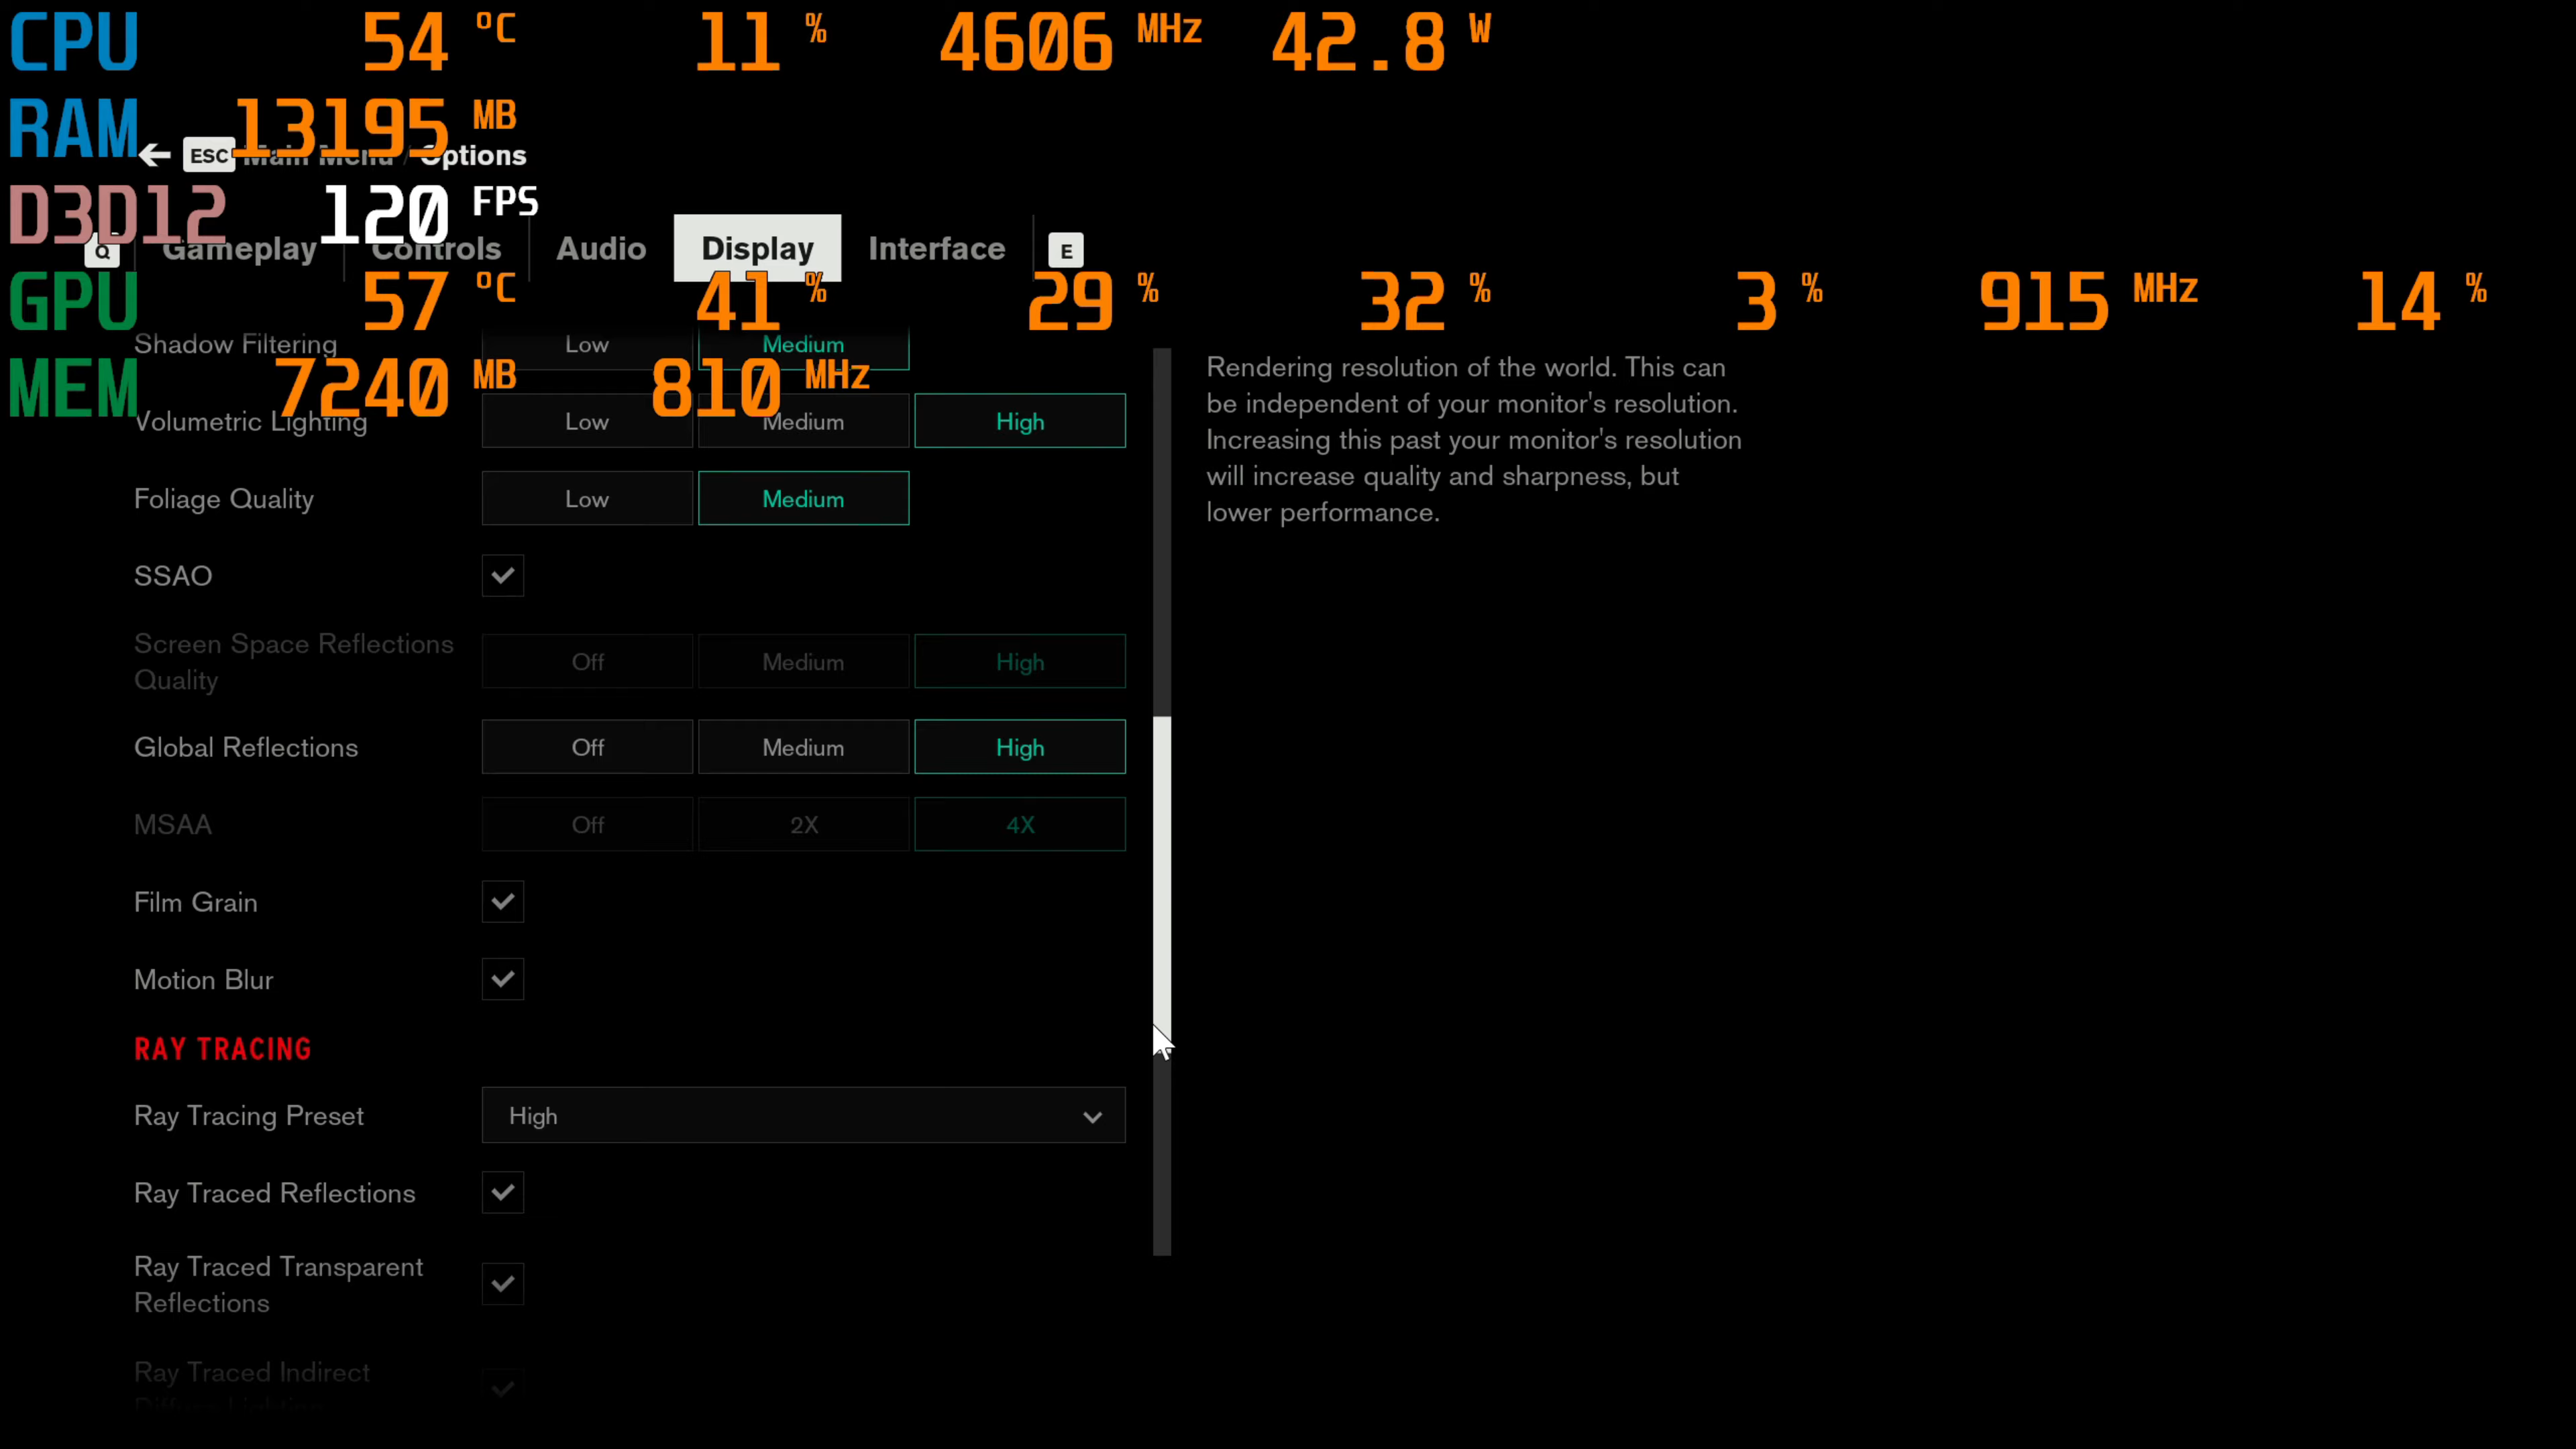 CPU 54 °C 11 % 4606 MHz 42.8 W
RAM 13195 MB
ESC Main Menu / Options
D3D12 120 FPS
Q Gameplay Controls Audio Display Interface E
GPU 57 °C 41 % 29 % 32 % 3 % 915 MHz 14 %
Shadow Filtering Low Medium
MEM 7240 MB 810 MHz
Volumetric Lighting Low Medium High
Foliage Quality Low Medium
SSAO
Screen Space Reflections
Quality Off Medium High
Global Reflections Off Medium High
MSAA Off 2X 4X
Film Grain
Motion Blur
RAY TRACING
Ray Tracing Preset High
Ray Traced Reflections
Ray Traced Transparent
Reflections
Ray Traced Indirect
Diffuse Lighting
Rendering resolution of the world. This can
be independent of your monitor's resolution.
Increasing this past your monitor's resolution
will increase quality and sharpness, but
lower performance.